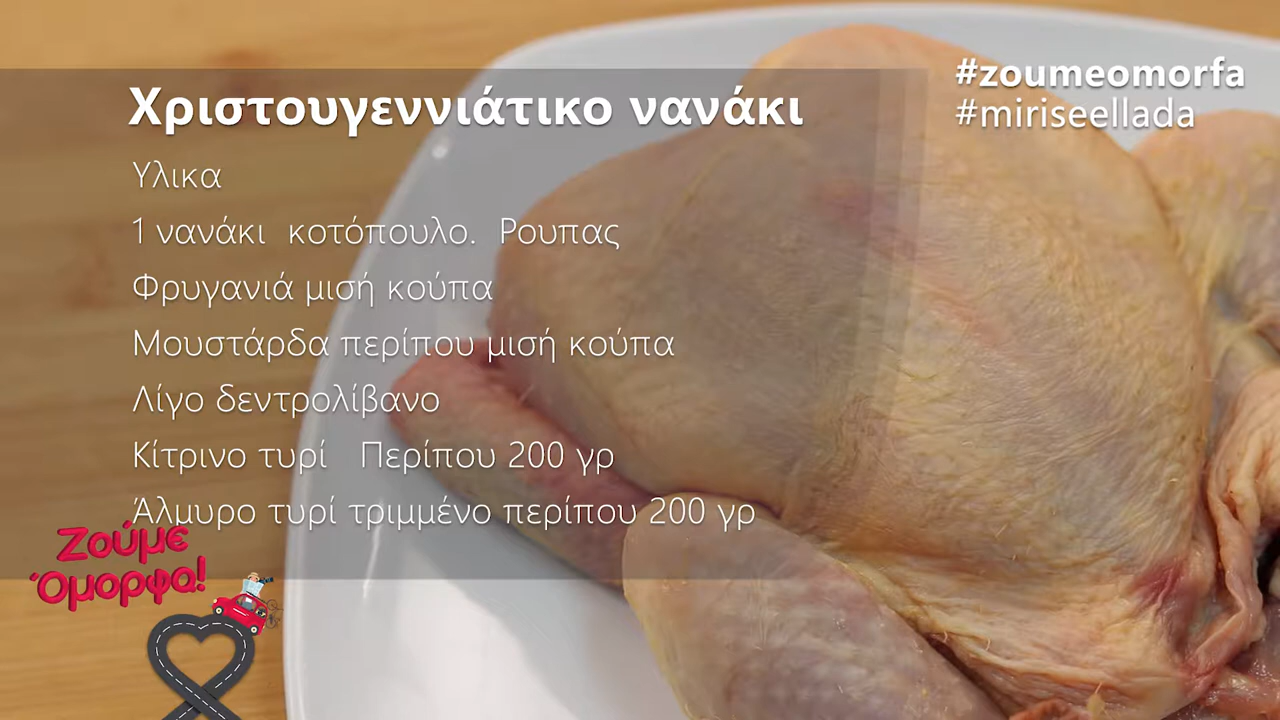 #zoumeomorfa
#miriseellada
Χριστουγεννιάτικο νανάκι
Υλικα
1 νανάκι κοτόπουλο. Ρουπας
Φρυγανιά μισή κούπα
Μουστάρδα περίπου μισή κούπα
Λίγο δεντρολίβανο
Κίτρινο τυρί Περίπου 200 γρ
Άλμυρο τυρί τριμμένο περίπου 200 γρ
Ζούμε
Όμορφα!